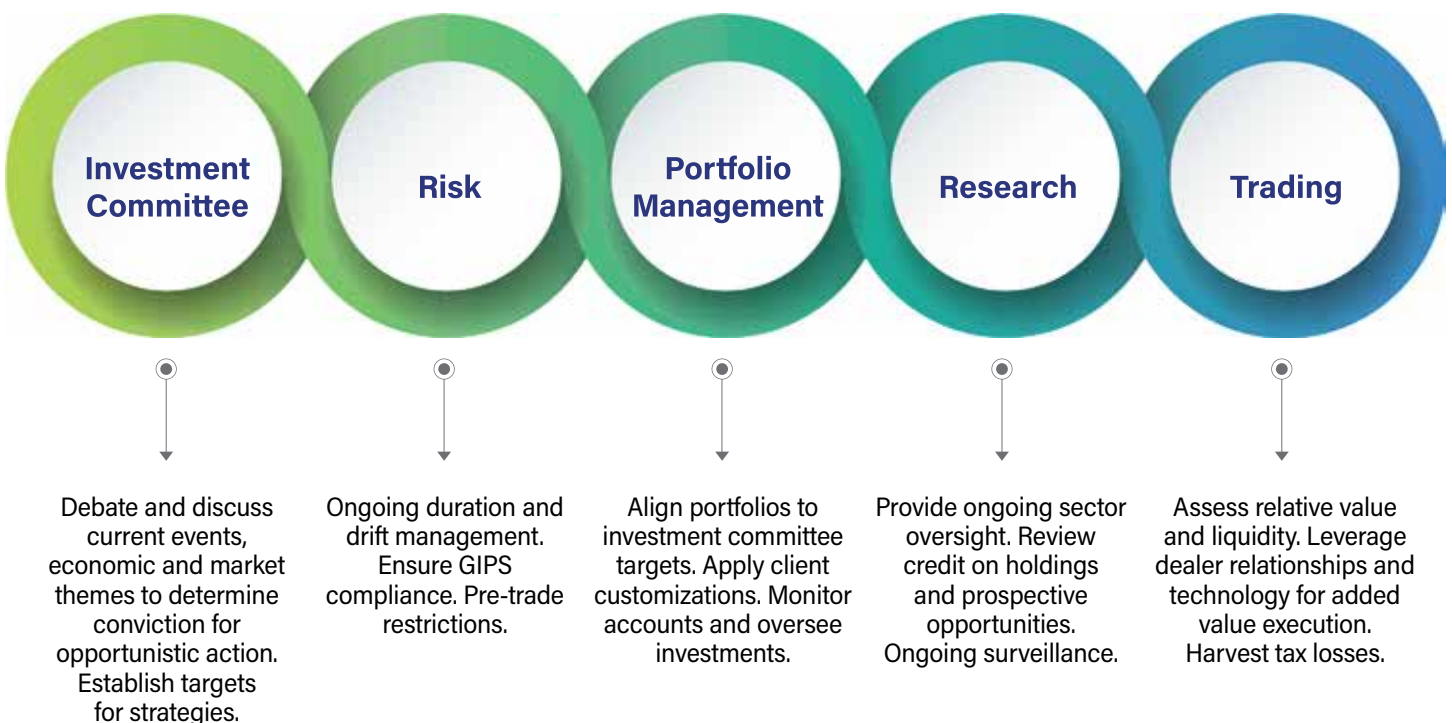 Investment
Committee
Risk
Portfolio
Management
Research
Trading
Debate and discuss
current events,
economic and market
themes to determine
conviction for
opportunistic action.
Establish targets
for strategies.
Ongoing duration and
drift management.
Ensure GIPS
compliance. Pre-trade
restrictions.
Align portfolios to
investment committee
targets. Apply client
customizations. Monitor
accounts and oversee
investments.
Provide ongoing sector
oversight. Review
credit on holdings
and prospective
opportunities.
Ongoing surveillance.
Assess relative value
and liquidity. Leverage
dealer relationships and
technology for added
value execution.
Harvest tax losses.